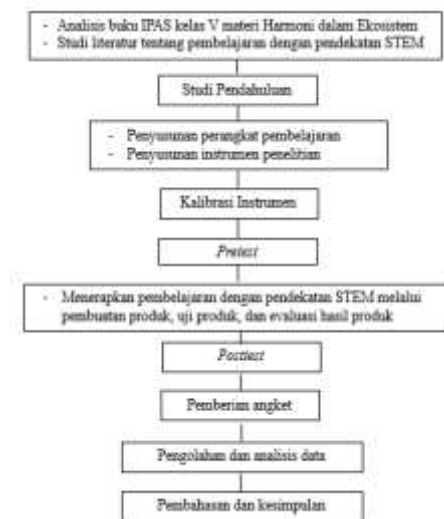 - Analisis buku IPAS kelas V materi Harmoni dalam Ekosistem
- Studi literatur tentang pembelajaran dengan pendekatan STEM
Studi Pendahuluan
- Penyusunan perangkat pembelajaran
- Penyusunan instrumen penelitian
Kalibrasi Instrumen
Pretest
- Menerapkan pembelajaran dengan pendekatan STEM melalui
pembuatan produk, uji produk, dan evaluasi hasil produk
Posttest
Pemberian angket
Pengolahan dan analisis data
Pembahasan dan kesimpulan